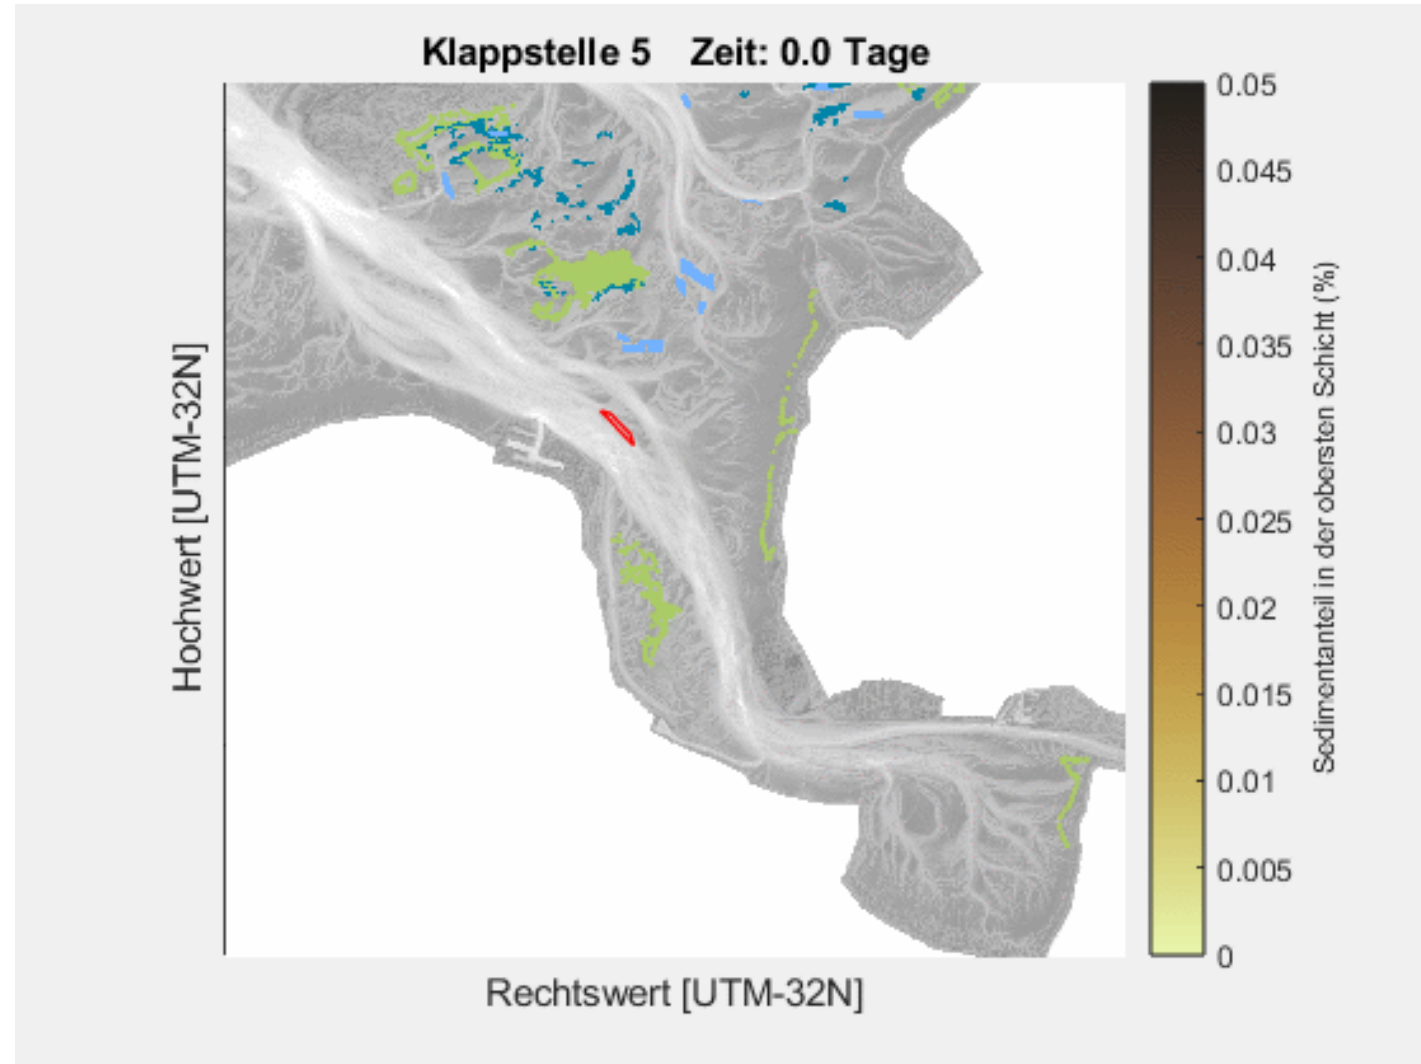 Klappstelle 5 Zeit: 0.0 Tage
Hochwert [UTM-32N]
Rechtswert [UTM-32N]
0.05
0.045
0.04
0.035
0.03
0.025
0.02
0.015
0.01
0.005
0
Sedimentanteil in der obersten Schicht (%)